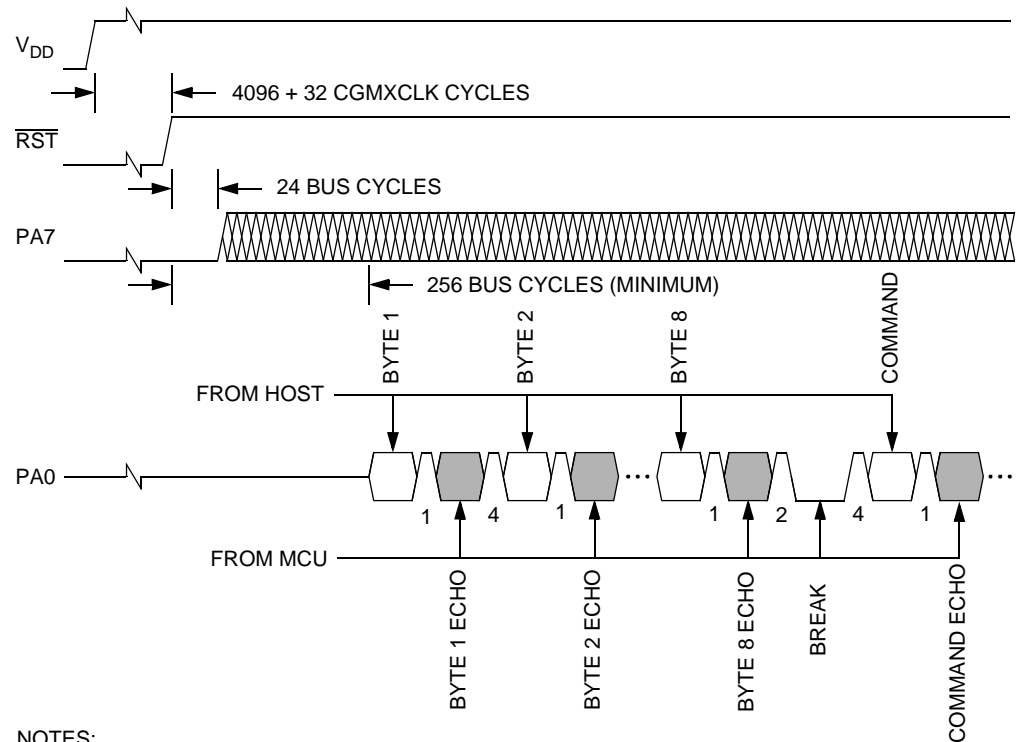 VDD
4096 + 32 CGMXCLK CYCLES
RST
24 BUS CYCLES
PA7
256 BUS CYCLES (MINIMUM)
BYTE 1
BYTE 2
BYTE 8
COMMAND
FROM HOST
PA0
1
4
1
1
2
4
1
FROM MCU
BYTE 1 ECHO
BYTE 2 ECHO
BYTE 8 ECHO
BREAK
COMMAND ECHO
NOTES: